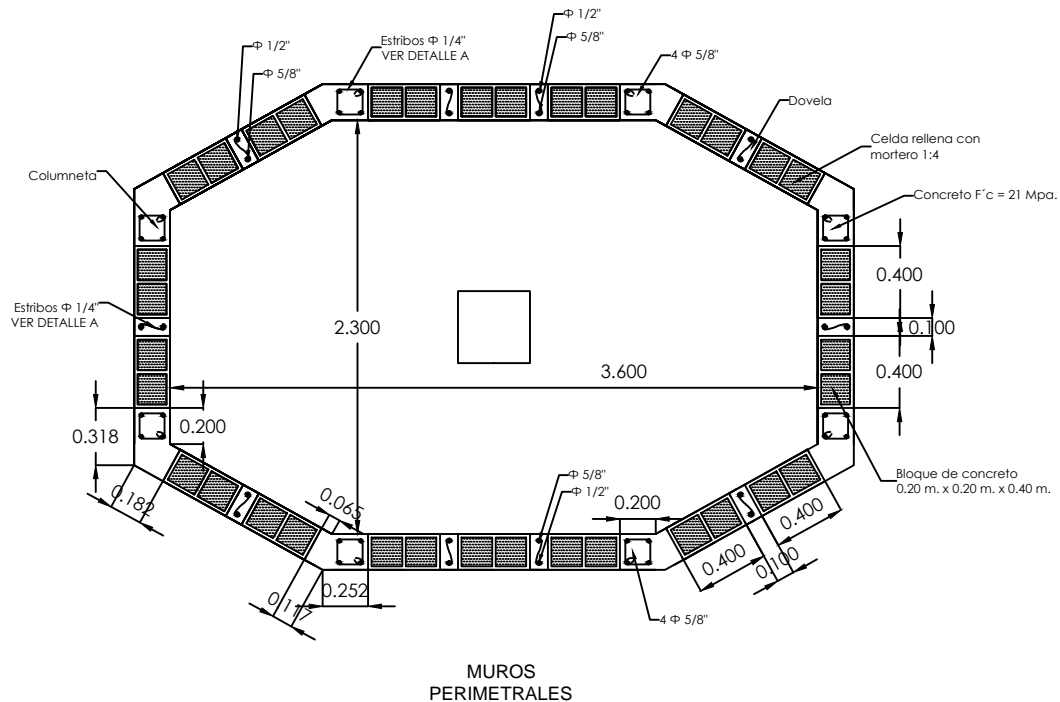 Φ 1/2"
Φ 5/8"
Estribos Φ 1/4"
VER DETALLE A
Φ 1/2"
Φ 5/8"
4 Φ 5/8"
Dovela
Celda rellena con
mortero 1:4
Columneta
Concreto F´c = 21 Mpa.
0.400
Estribos Φ 1/4"
VER DETALLE A
2.300
0.100
3.600
0.400
0.318
0.200
Bloque de concreto
0.20 m. x 0.20 m. x 0.40 m.
0.182
0.065
Φ 5/8"
Φ 1/2"
0.200
0.400
0.400
0.100
0.117
0.252
4 Φ 5/8"
MUROS
PERIMETRALES